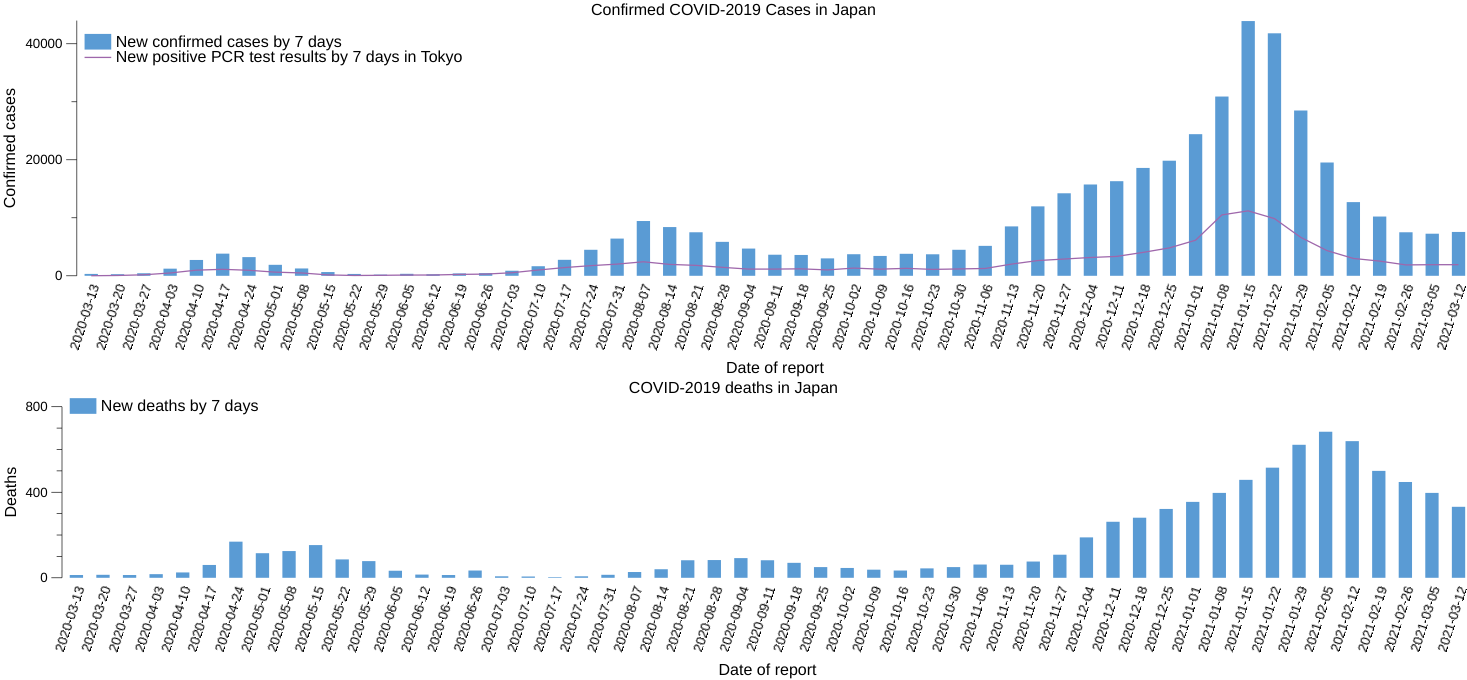 Confirmed COVID-2019 Cases in Japan
40000
New confirmed cases by 7 days
New positive PCR test results by 7 days in Tokyo
Confirmed cases
20000
0
2020-03-13 2020-03-20 2020-03-27 2020-04-03 2020-04-10 2020-04-17 2020-04-24 2020-05-01 2020-05-08 2020-05-15 2020-05-22 2020-05-29 2020-06-05 2020-06-12 2020-06-19 2020-06-26 2020-07-03 2020-07-10 2020-07-17 2020-07-24 2020-07-31 2020-08-07 2020-08-14 2020-08-21 2020-08-28 2020-09-04 2020-09-11 2020-09-18 2020-09-25 2020-10-02 2020-10-09 2020-10-16 2020-10-23 2020-10-30 2020-11-06 2020-11-13 2020-11-20 2020-11-27 2020-12-04 2020-12-11 2020-12-18 2020-12-25 2021-01-01 2021-01-08 2021-01-15 2021-01-22 2021-01-29 2021-02-05 2021-02-12 2021-02-19 2021-02-26 2021-03-05 2021-03-12
Date of report
COVID-2019 deaths in Japan
800
New deaths by 7 days
Deaths
400
0
2020-03-13 2020-03-20 2020-03-27 2020-04-03 2020-04-10 2020-04-17 2020-04-24 2020-05-01 2020-05-08 2020-05-15 2020-05-22 2020-05-29 2020-06-05 2020-06-12 2020-06-19 2020-06-26 2020-07-03 2020-07-10 2020-07-17 2020-07-24 2020-07-31 2020-08-07 2020-08-14 2020-08-21 2020-08-28 2020-09-04 2020-09-11 2020-09-18 2020-09-25 2020-10-02 2020-10-09 2020-10-16 2020-10-23 2020-10-30 2020-11-06 2020-11-13 2020-11-20 2020-11-27 2020-12-04 2020-12-11 2020-12-18 2020-12-25 2021-01-01 2021-01-08 2021-01-15 2021-01-22 2021-01-29 2021-02-05 2021-02-12 2021-02-19 2021-02-26 2021-03-05 2021-03-12
Date of report